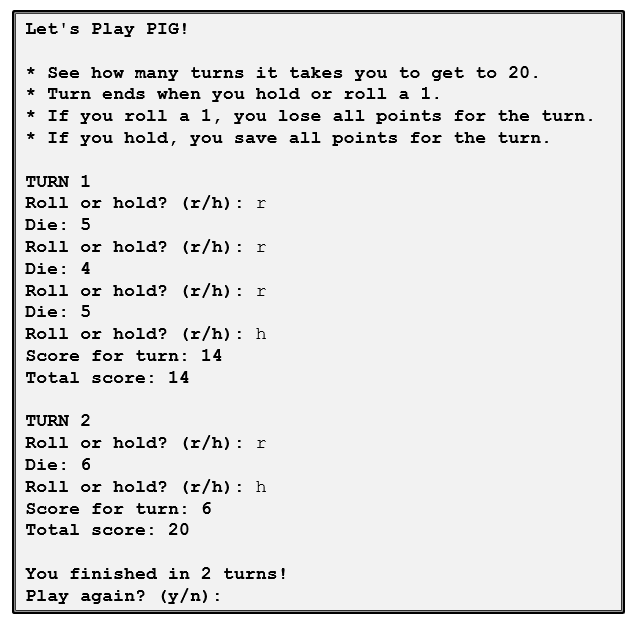 Let's Play PIG!
* See how many turns it takes you to get to 20.
* Turn ends when you hold or roll a 1.
* If you roll a 1, you lose all points for the turn.
* If you hold, you save all points for the turn.
TURN 1
Roll or hold? (r/h): r
Die: 5
Roll or hold? (r/h): r
Die: 4
Roll or hold? (r/h): r
Die: 5
Roll or hold? (r/h): h
Score for turn: 14
Total score: 14
TURN 2
Roll or hold? (r/h): r
Die: 6
Roll or hold? (r/h): h
Score for turn: 6
Total score: 20
You finished in 2 turns!
Play again? (y/n):